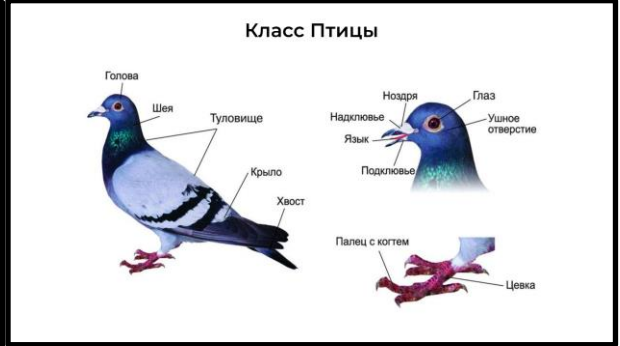 Класс Птицы
Голова
Шея
Туловище
Крыло
Хвост
Ноздря
Глаз
Надклювье
Ушное
отверстие
Язык
Подклювье
Палец с когтем
Цевка